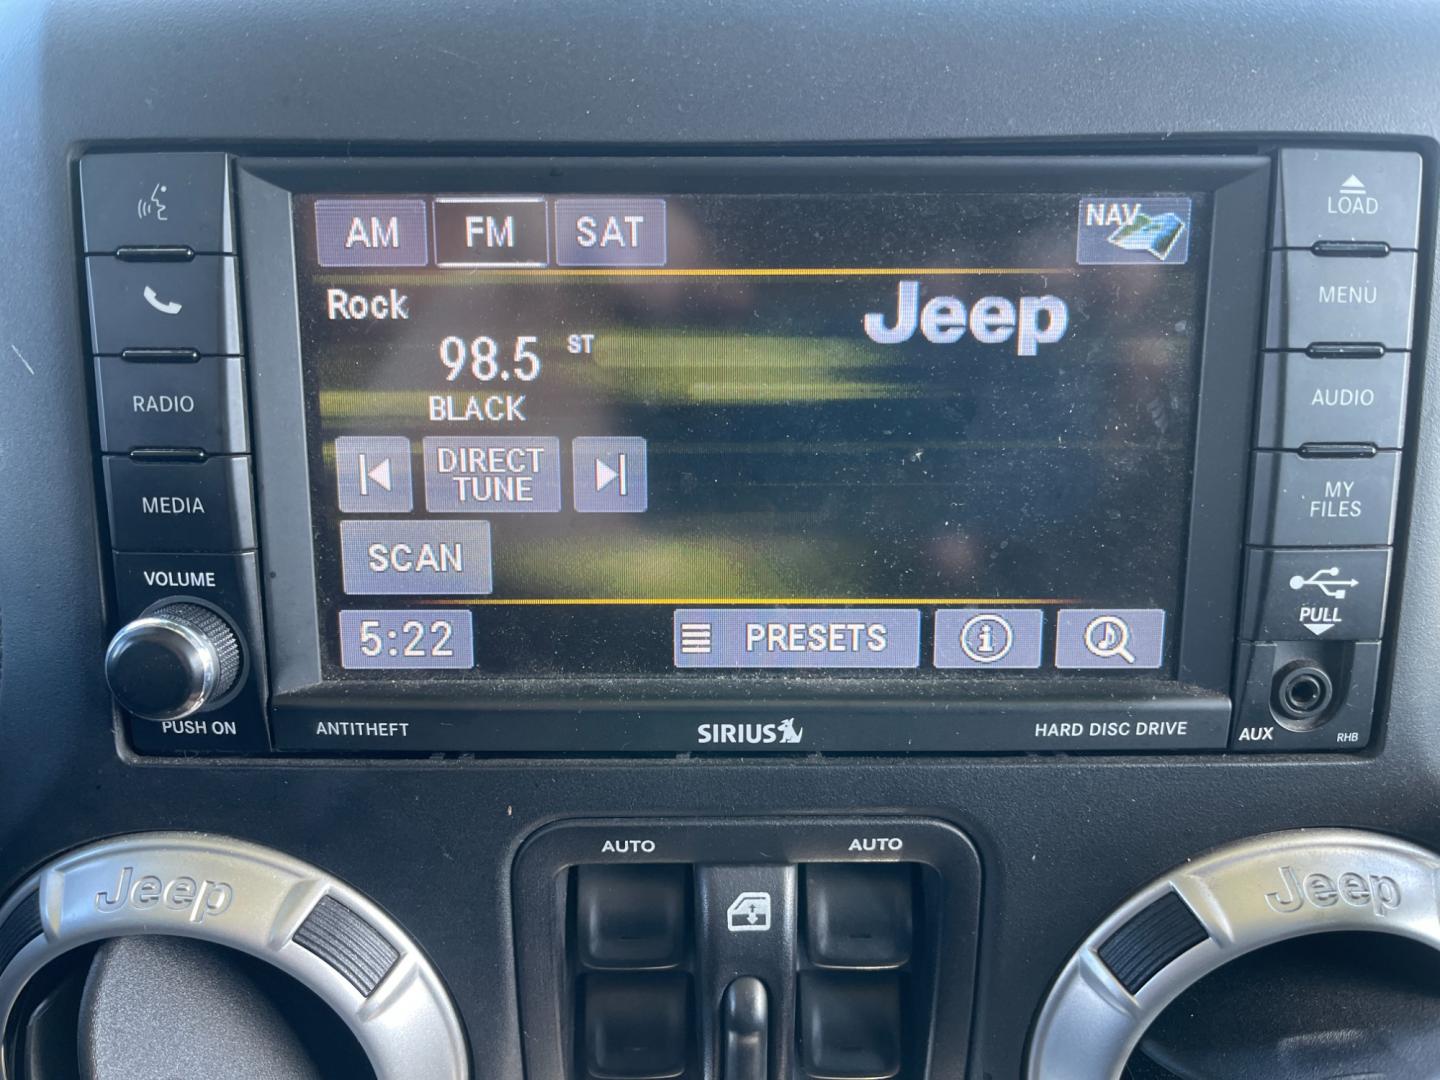 AM
FM
SAT
NAV
Rock
Jeep
98.5
ST
BLACK
DIRECT
TUNE
SCAN
5:22
PRESETS
i
RADIO
MEDIA
VOLUME
PUSH ON
LOAD
MENU
AUDIO
MY
FILES
PULL
AUX
RHB
ANTITHEFT
SIRIUS
HARD DISC DRIVE
AUTO
AUTO
Jeep
Jeep